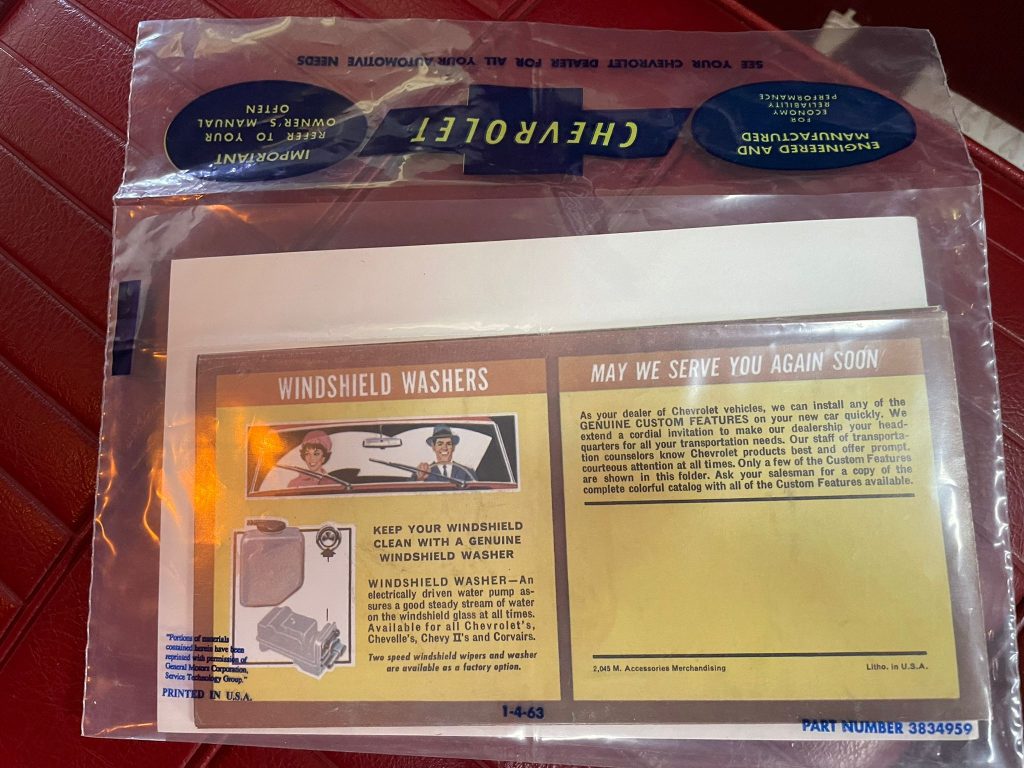 SEE YOUR CHEVROLET DEALER FOR ALL YOUR AUTOMOTIVE NEEDS
ENGINEERED AND
MANUFACTURED
FOR
ECONOMY
RELIABILITY
PERFORMANCE
CHEVROLET
IMPORTANT
REFER TO YOUR
OWNER'S MANUAL
OFTEN
WINDSHIELD WASHERS
KEEP YOUR WINDSHIELD
CLEAN WITH A GENUINE
WINDSHIELD WASHER
WINDSHIELD WASHER—An
electrically driven water pump as-
sures a good steady stream of water
on the windshield glass at all times.
Available for all Chevrolet's,
Chevelle's, Chevy II's and Corvairs.
Two speed windshield wipers and washer
are available as a factory option.
MAY WE SERVE YOU AGAIN SOON
As your dealer of Chevrolet vehicles, we can install any of the
GENUINE CUSTOM FEATURES on your new car quickly. We
extend a cordial invitation to make our dealership your head-
quarters for all your transportation needs. Our staff of transporta-
tion counselors know Chevrolet products best and offer prompt,
courteous attention at all times. Only a few of the Custom Features
are shown in this folder. Ask your salesman for a copy of the
complete colorful catalog with all of the Custom Features available.
2,045 M. Accessories Merchandising
Litho. in U.S.A.
"Portions of materials
contained herein have been
reprinted with permission of
General Motors Corporation,
Service Technology Group."
PRINTED IN U.S.A.
1-4-63
PART NUMBER 3834959